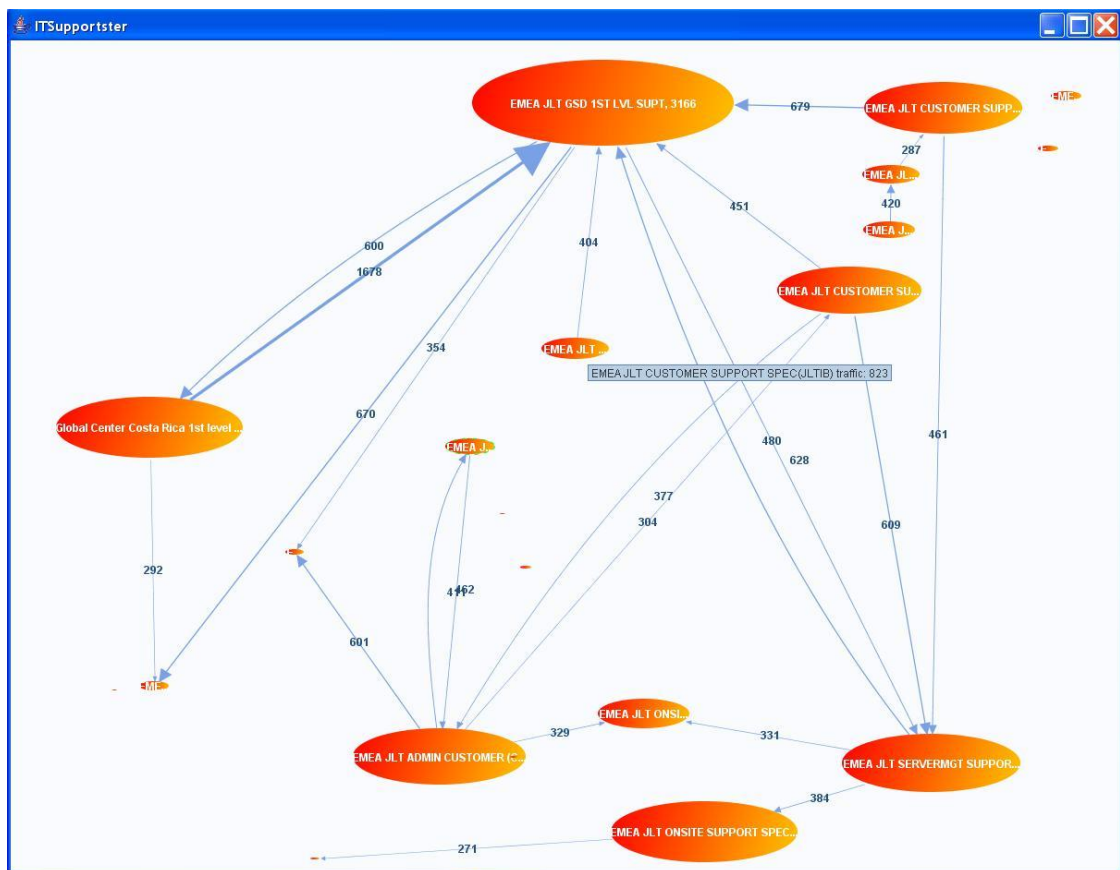 ITSupportster
EMEA JLT GSD 1ST LVL SUPT, 3166
679
EMEA JLT CUSTOMER SUPP...
EME
287
EMEA JL...
420
EMEA J...
451
404
600
1678
EMEA JLT CUSTOMER SU...
EMEA JLT ...
354
EMEA JLT CUSTOMER SUPPORT SPEC(JLTIB) traffic: 823
670
Global Center Costa Rica 1st level ...
EMEA J...
480
628
461
377
304
609
292
411
462
601
EME
EMEA JLT ONSI...
329
331
EMEA JLT ADMIN CUSTOMER (C...
EMEA JLT SERVERMGT SUPPOR...
384
EMEA JLT ONSITE SUPPORT SPEC...
271